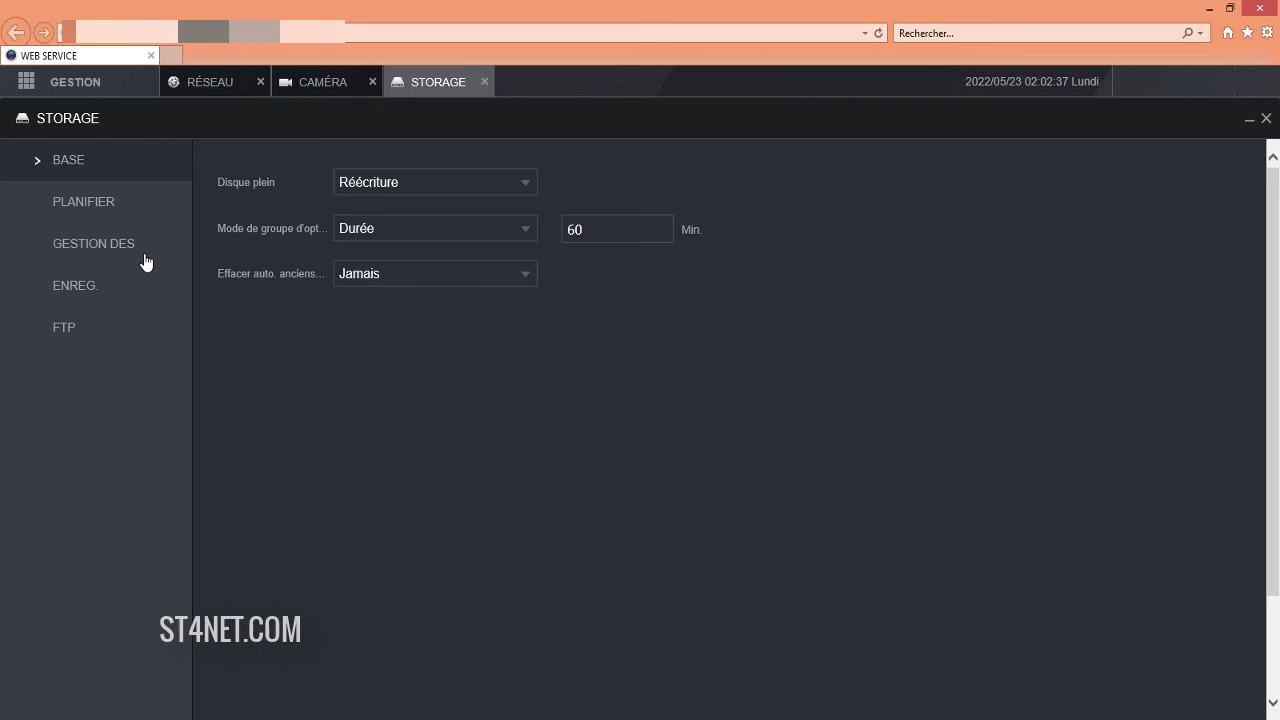 Rechercher...
WEB SERVICE
GESTION
RÉSEAU
CAMÉRA
STORAGE
2022/05/23 02:02:37 Lundi
STORAGE
BASE
PLANIFIER
GESTION DES
ENREG.
FTP
Disque plein
Réécriture
Mode de groupe d'opt...
Durée
60
Min.
Effacer auto. anciens...
Jamais
ST4NET.COM